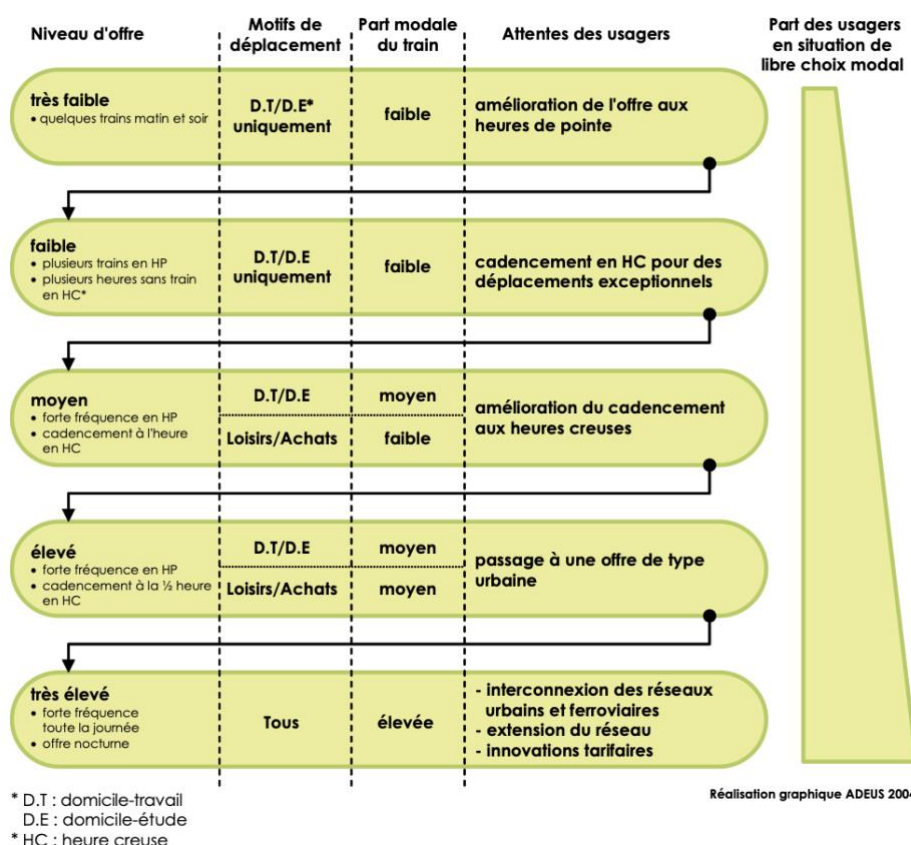 Niveau d'offre
Motifs de
déplacement
Part modale
du train
Attentes des usagers
Part des usagers
en situation de
libre choix modal
très faible
• quelques trains matin et soir
D.T/D.E*
uniquement
faible
amélioration de l'offre aux
heures de pointe
faible
• plusieurs trains en HP
• plusieurs heures sans train
en HC*
D.T/D.E
uniquement
faible
cadencement en HC pour des
déplacements exceptionnels
moyen
• forte fréquence en HP
• cadencement à l'heure
en HC
D.T/D.E
moyen
Loisirs/Achats
faible
amélioration du cadencement
aux heures creuses
élevé
• forte fréquence en HP
• cadencement à la ½ heure
en HC
D.T/D.E
moyen
Loisirs/Achats
moyen
passage à une offre de type
urbaine
très élevé
• forte fréquence
toute la journée
• offre nocturne
Tous
élevée
- interconnexion des réseaux
urbains et ferroviaires
- extension du réseau
- innovations tarifaires
* D.T : domicile-travail
D.E : domicile-étude
* HC : heure creuse
Réalisation graphique ADEUS 2004